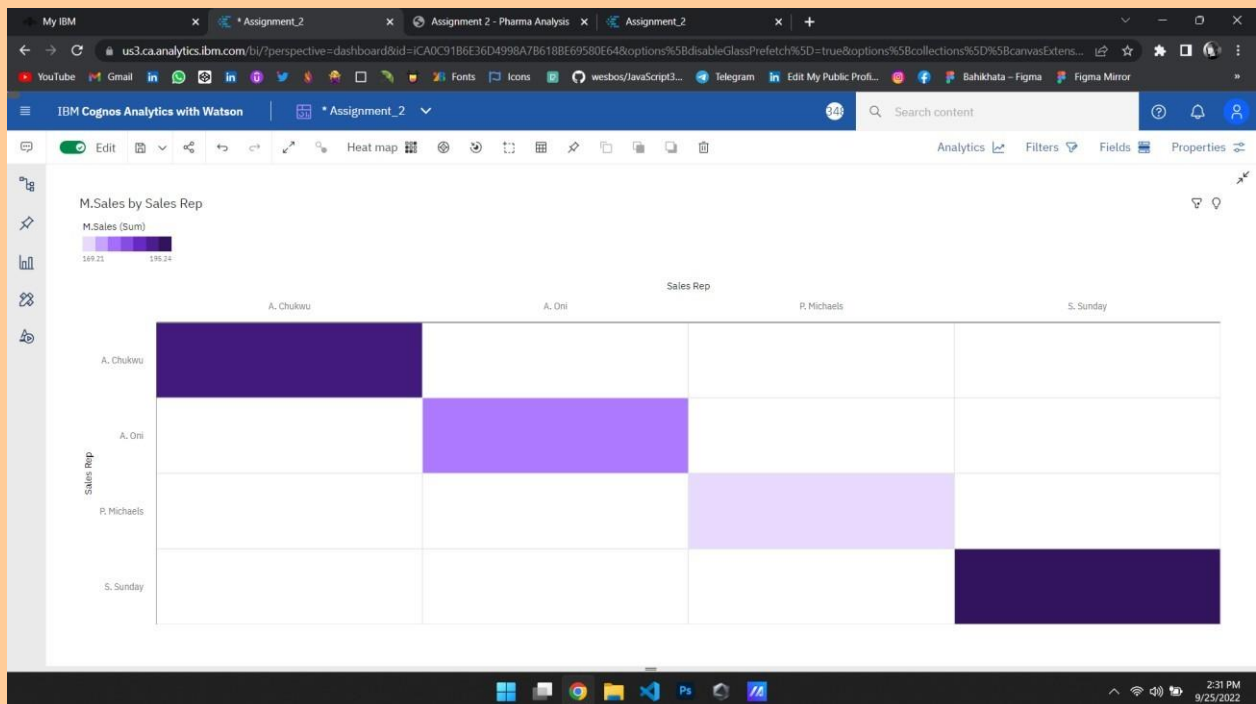 My IBM
* Assignment_2
Assignment 2 - Pharma Analysis
Assignment_2
us3.ca.analytics.ibm.com/bi/?perspective=dashboard&id=iCA0C91B6E36D4998A7B618BE69580E64&options%5BdisableGlassPrefetch%5D=true&options%5Bcollections%5D%5BcanvasExtens...
YouTube Gmail Fonts Icons wesbos/JavaScript3... Telegram Edit My Public Profi... Bahikhata – Figma Figma Mirror »
IBM Cognos Analytics with Watson * Assignment_2 Search content
Edit Heat map Analytics Filters Fields Properties
M.Sales by Sales Rep
M.Sales (Sum)
169.21 195.24
Sales Rep
A. Chukwu A. Oni P. Michaels S. Sunday
A. Chukwu
A. Oni
Sales Rep
P. Michaels
S. Sunday
Ps
2:31 PM
9/25/2022